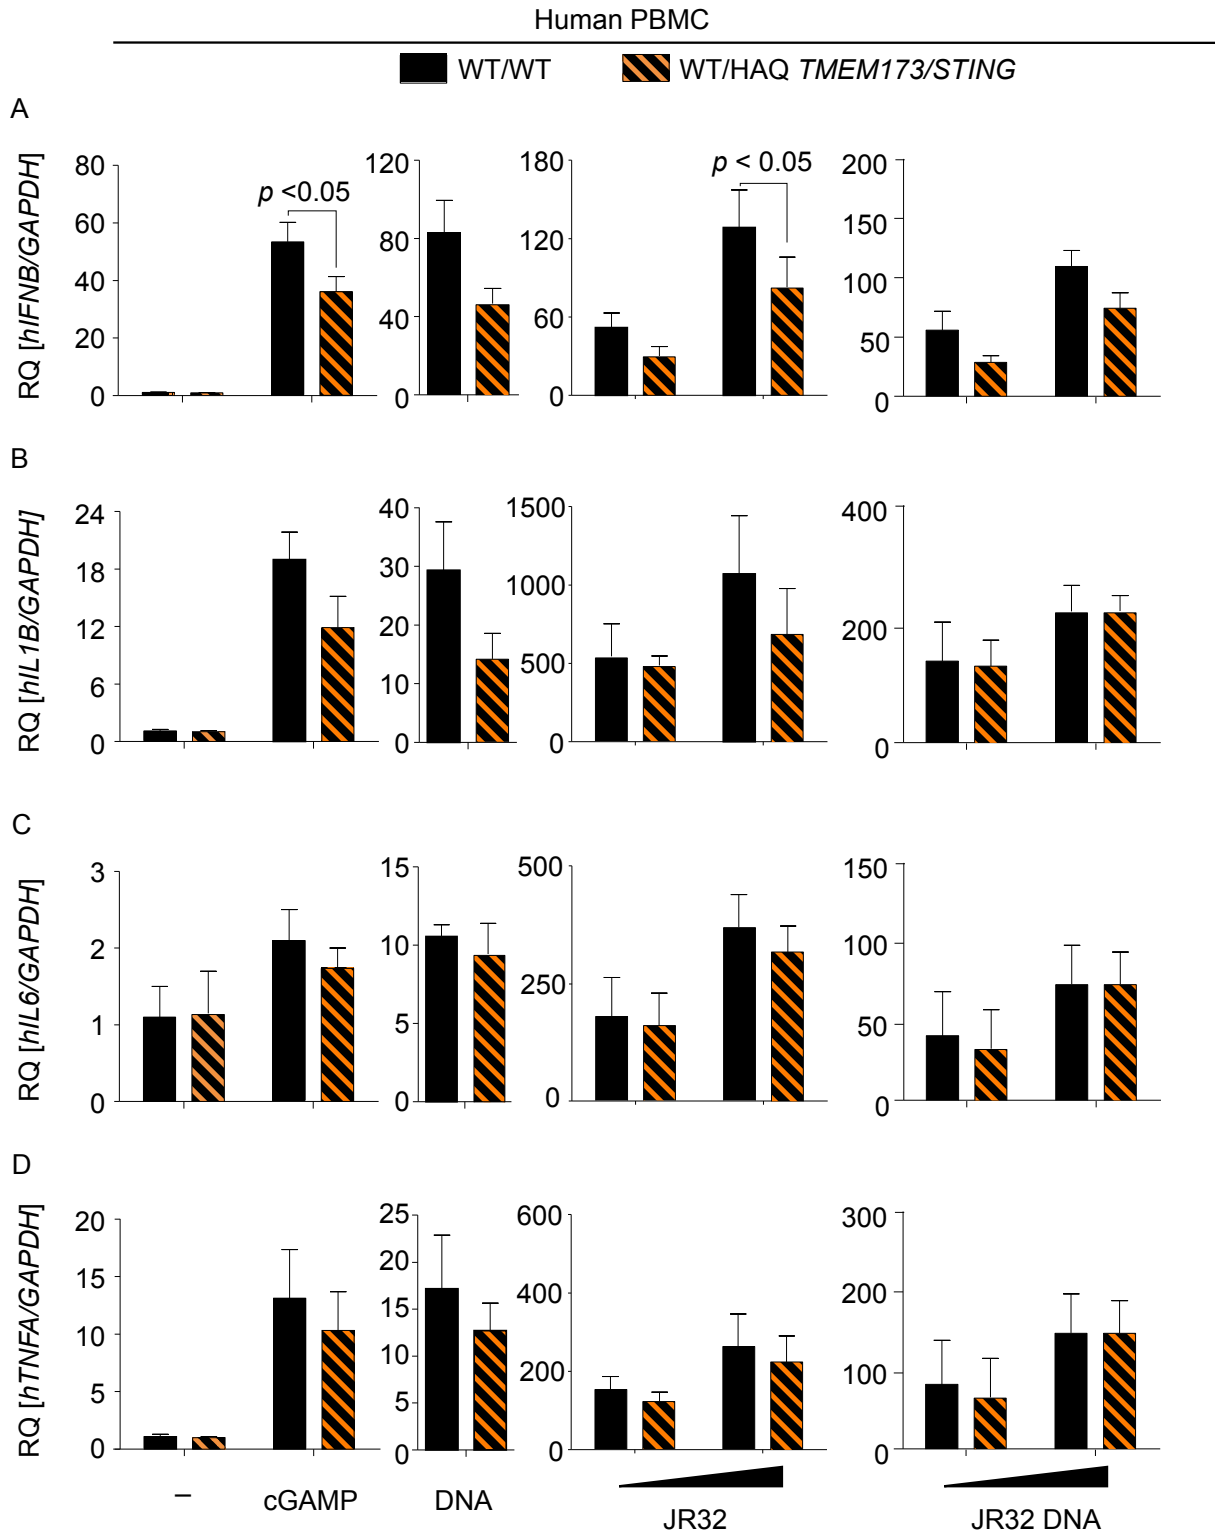 Human PBMC
WT/WT WT/HAQ TMEM173/STING
A
RQ [hIFNB/GAPDH]
80 60 40 20 0
p <0.05
120 80 40 0
180 120 60 0
p < 0.05
200 150 100 50 0
B
RQ [hIL1B/GAPDH]
24 18 12 6 0
40 30 20 10 0
1500 1000 500 0
400 200 0
C
RQ [hIL6/GAPDH]
3 2 1 0
15 10 5 0
500 250 0
150 100 50 0
D
RQ [hTNFA/GAPDH]
20 15 10 5 0
25 20 15 10 5 0
600 400 200 0
300 200 100 0
– cGAMP DNA JR32 JR32 DNA